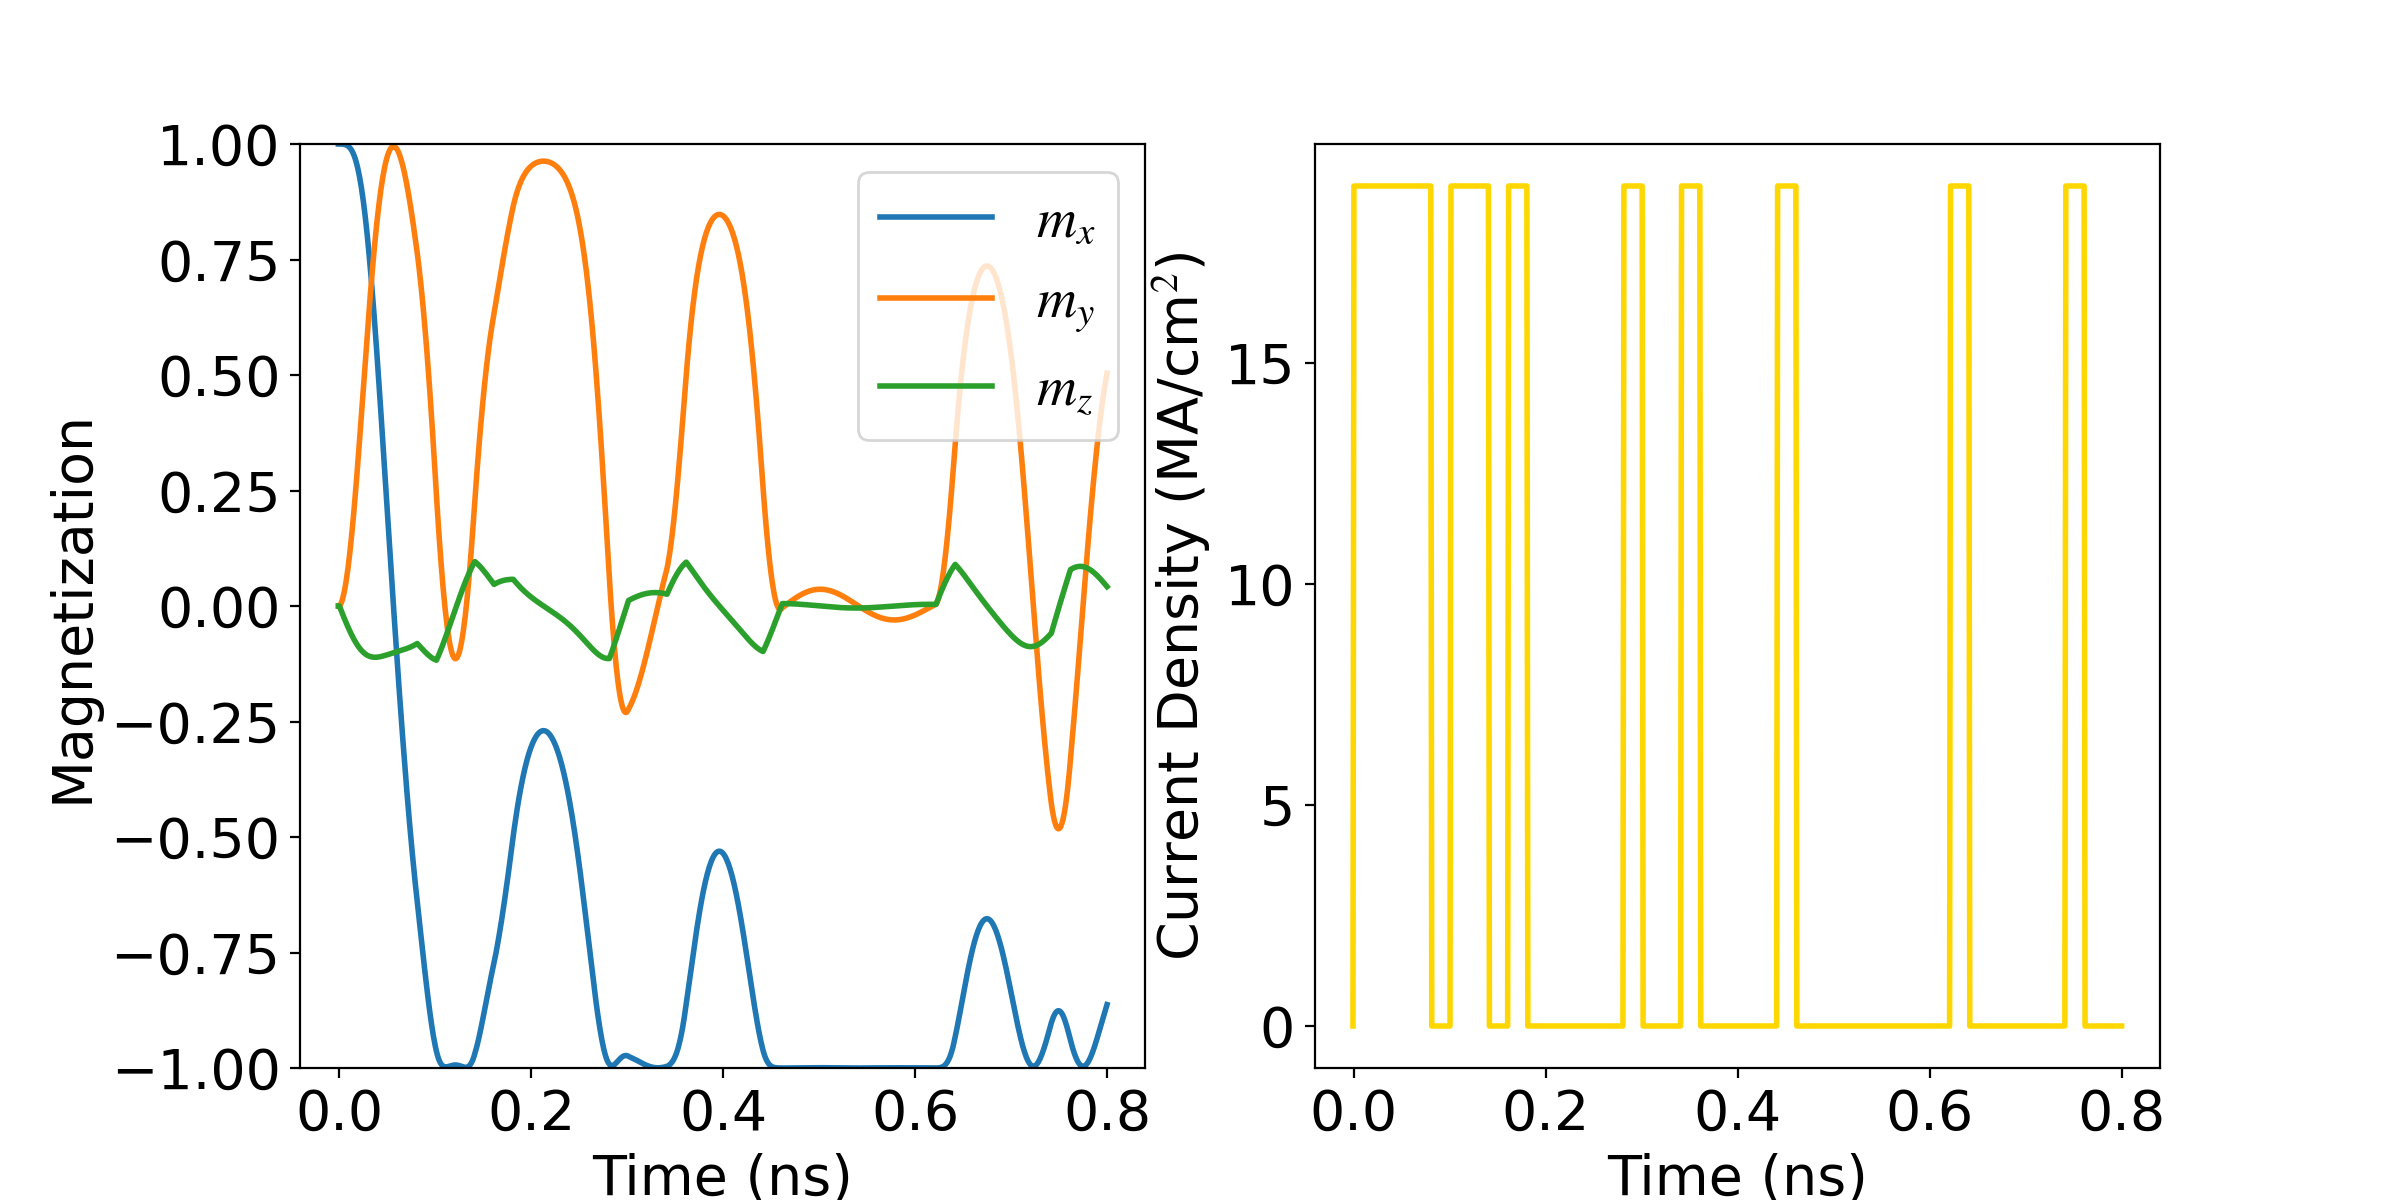 1.00
0.75
0.50
0.25
0.00
−0.25
−0.50
−0.75
−1.00
Magnetization
0.0 0.2 0.4 0.6 0.8
Time (ns)
m_x
m_y
m_z
15
10
5
0
Current Density (MA/cm²)
0.0 0.2 0.4 0.6 0.8
Time (ns)